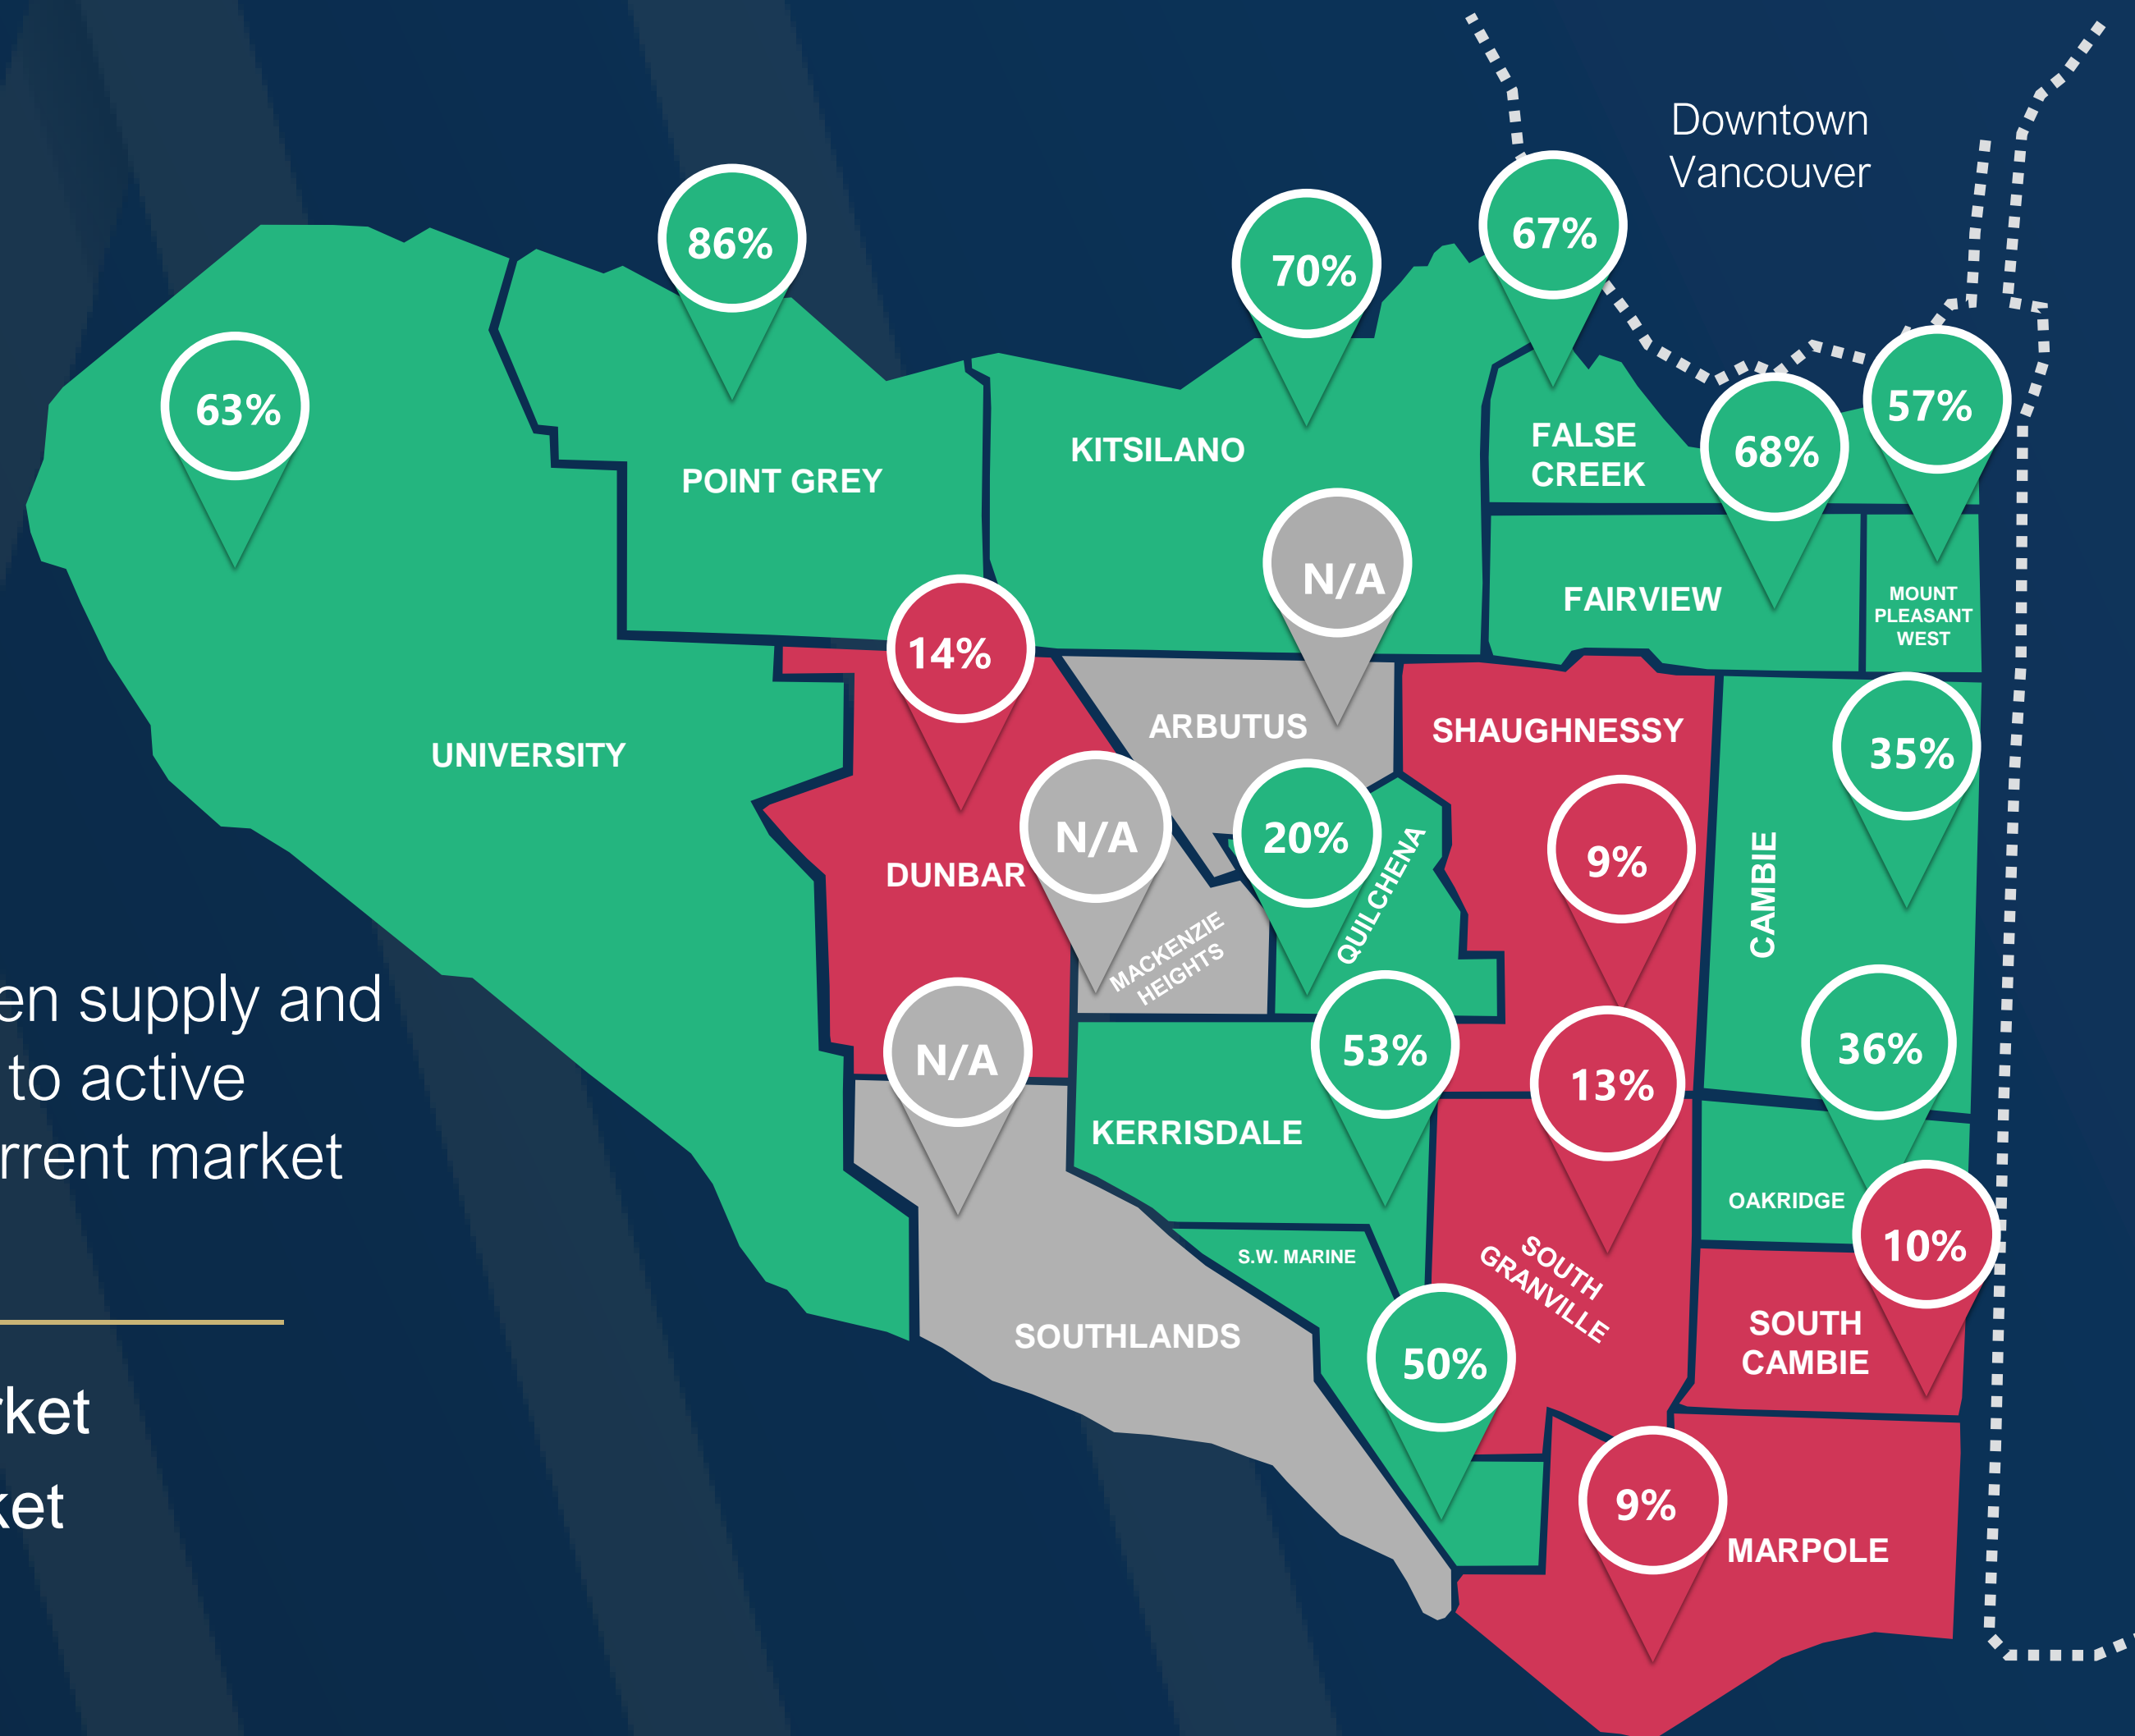 Downtown
Vancouver
86%
67%
70%
63%
57%
68%
FALSE
CREEK
KITSILANO
POINT GREY
N/A
FAIRVIEW
MOUNT
PLEASANT
WEST
14%
ARBUTUS
SHAUGHNESSY
UNIVERSITY
35%
N/A
20%
9%
DUNBAR
QUILCHENA
CAMBIE
MACKENZIE
HEIGHTS
en supply and
to active
rrent market
N/A
53%
13%
36%
KERRISDALE
OAKRIDGE
10%
S.W. MARINE
SOUTH
GRANVILLE
SOUTHLANDS
SOUTH
CAMBIE
50%
rket
ket
9%
MARPOLE